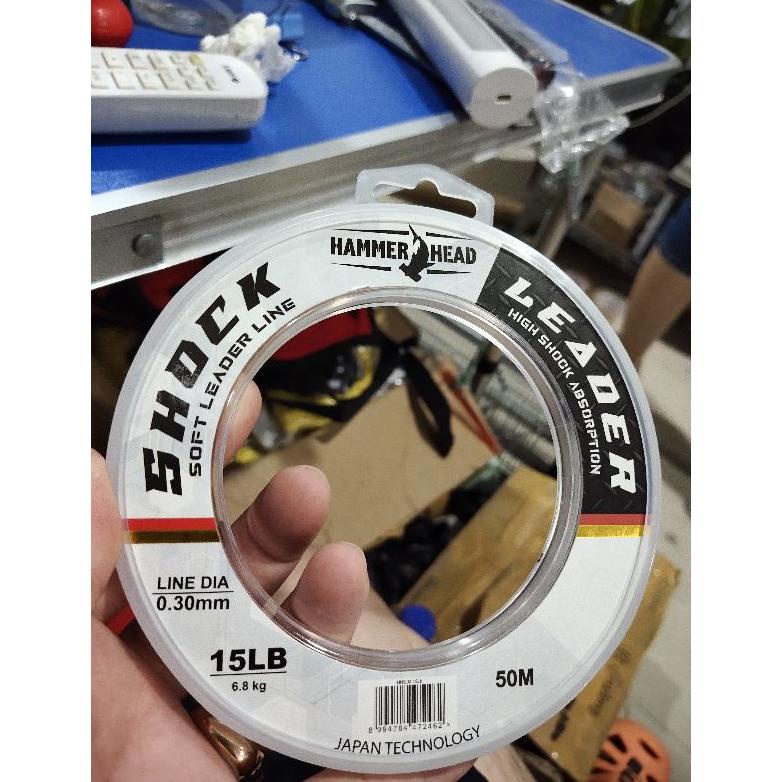 HAMMER HEAD
SHOCK
SOFT LEADER LINE
LEADER
HIGH SHOCK ABSORPTION
LINE DIA
0.30mm
15LB
6.8 kg
50M
JAPAN TECHNOLOGY